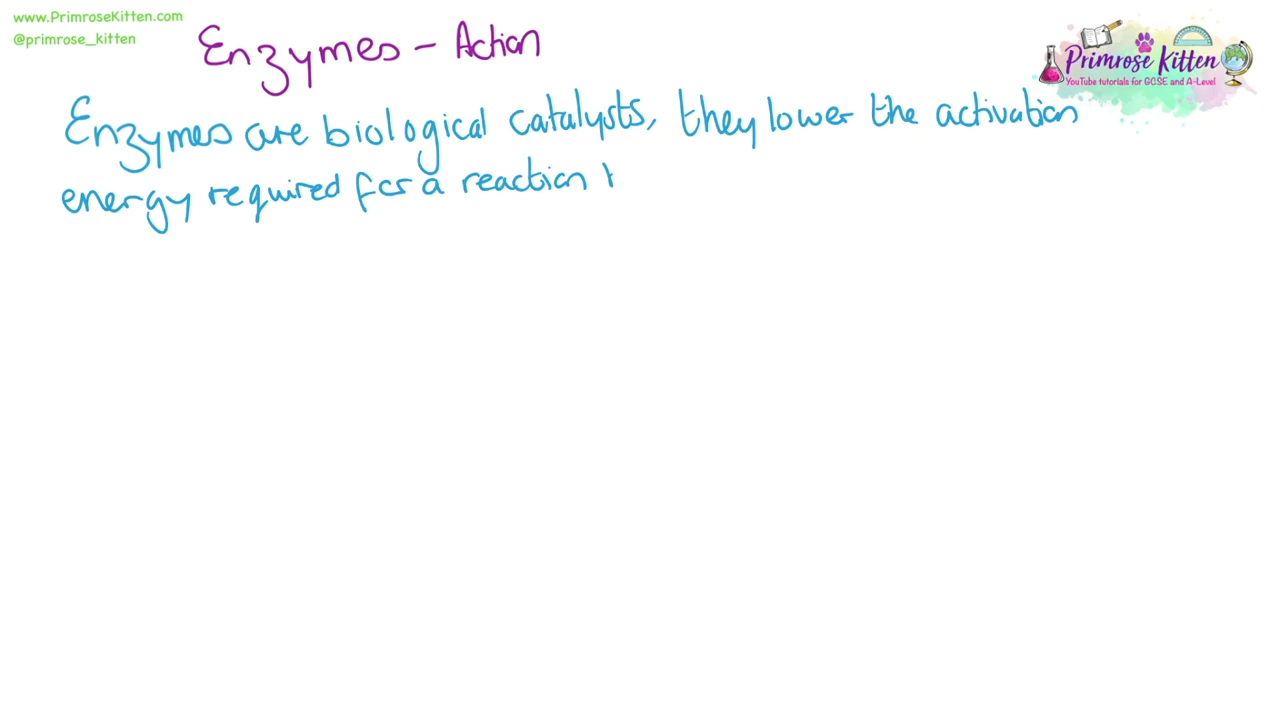 www.PrimroseKitten.com
@primrose_kitten
Enzymes - Action
Primrose Kitten
YouTube tutorials for GCSE and A-Level
Enzymes are biological catalysts, they lower the activation
energy required for a reaction